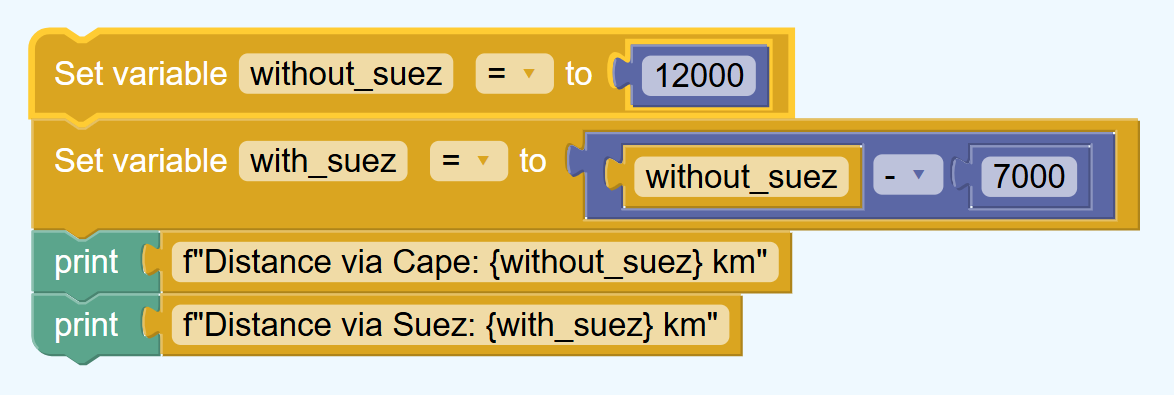 Set variable without_suez = to 12000
Set variable with_suez = to without_suez - 7000
print f"Distance via Cape: {without_suez} km"
print f"Distance via Suez: {with_suez} km"